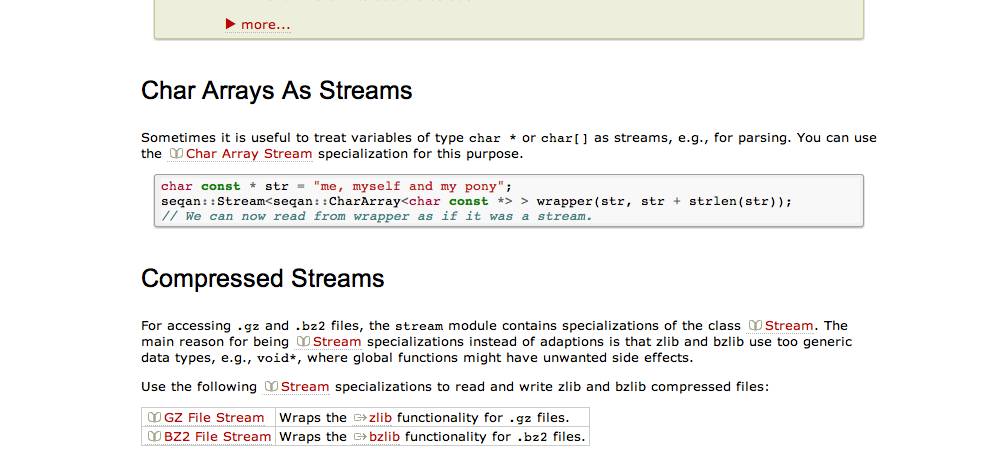 ▶ more...
Char Arrays As Streams
Sometimes it is useful to treat variables of type char * or char[] as streams, e.g., for parsing. You can use
the Char Array Stream specialization for this purpose.
char const * str = "me, myself and my pony";
seqan::Stream<seqan::CharArray<char const *> > wrapper(str, str + strlen(str));
// We can now read from wrapper as if it was a stream.
Compressed Streams
For accessing .gz and .bz2 files, the stream module contains specializations of the class Stream. The
main reason for being Stream specializations instead of adaptions is that zlib and bzlib use too generic
data types, e.g., void*, where global functions might have unwanted side effects.
Use the following Stream specializations to read and write zlib and bzlib compressed files:
GZ File Stream Wraps the zlib functionality for .gz files.
BZ2 File Stream Wraps the bzlib functionality for .bz2 files.